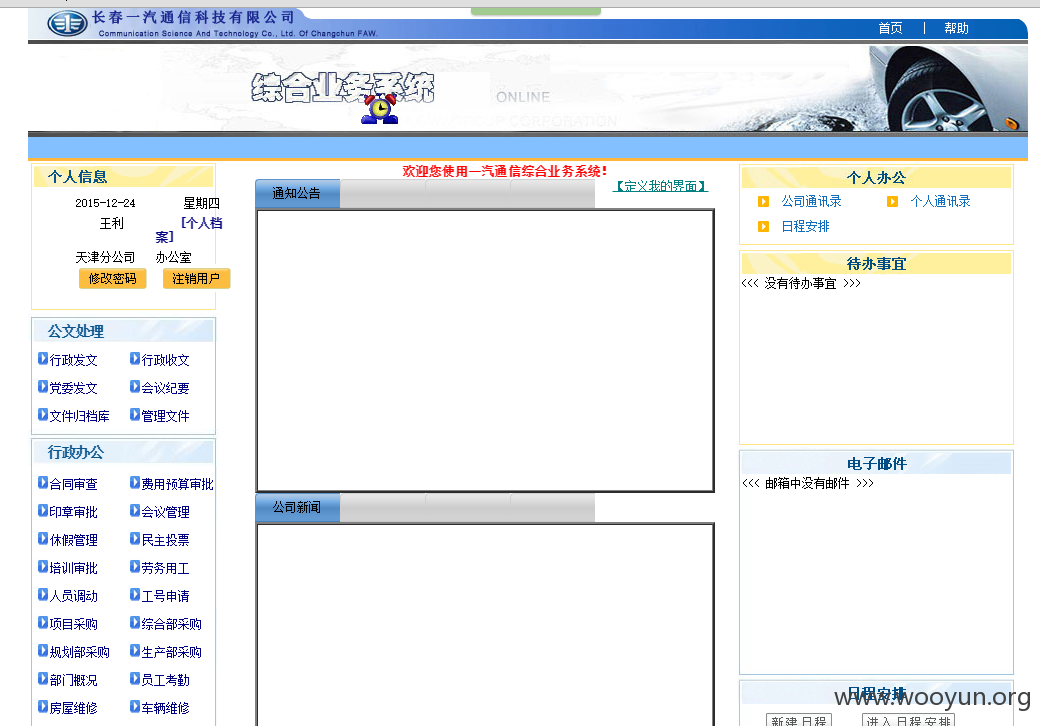 长春一汽通信科技有限公司
Communication Science And Technology Co., Ltd. Of Changchun FAW.
首页 | 帮助
综合业务系统
ONLINE
CORPORATION
个人信息
2015-12-24 星期四
王利 [个人档案]
天津分公司 办公室
修改密码 注销用户
公文处理
行政发文 行政收文
党委发文 会议纪要
文件归档库 管理文件
行政办公
合同审查 费用预算审批
印章审批 会议管理
休假管理 民主投票
培训审批 劳务用工
人员调动 工号申请
项目采购 综合部采购
规划部采购 生产部采购
部门概况 员工考勤
房屋维修 车辆维修
欢迎您使用一汽通信综合业务系统!
通知公告
【定义我的界面】
公司新闻
个人办公
公司通讯录 个人通讯录
日程安排
待办事宜
<<< 没有待办事宜 >>>
电子邮件
<<< 邮箱中没有邮件 >>>
日程安排
新建日程 进入日程安排
www.wooyun.org